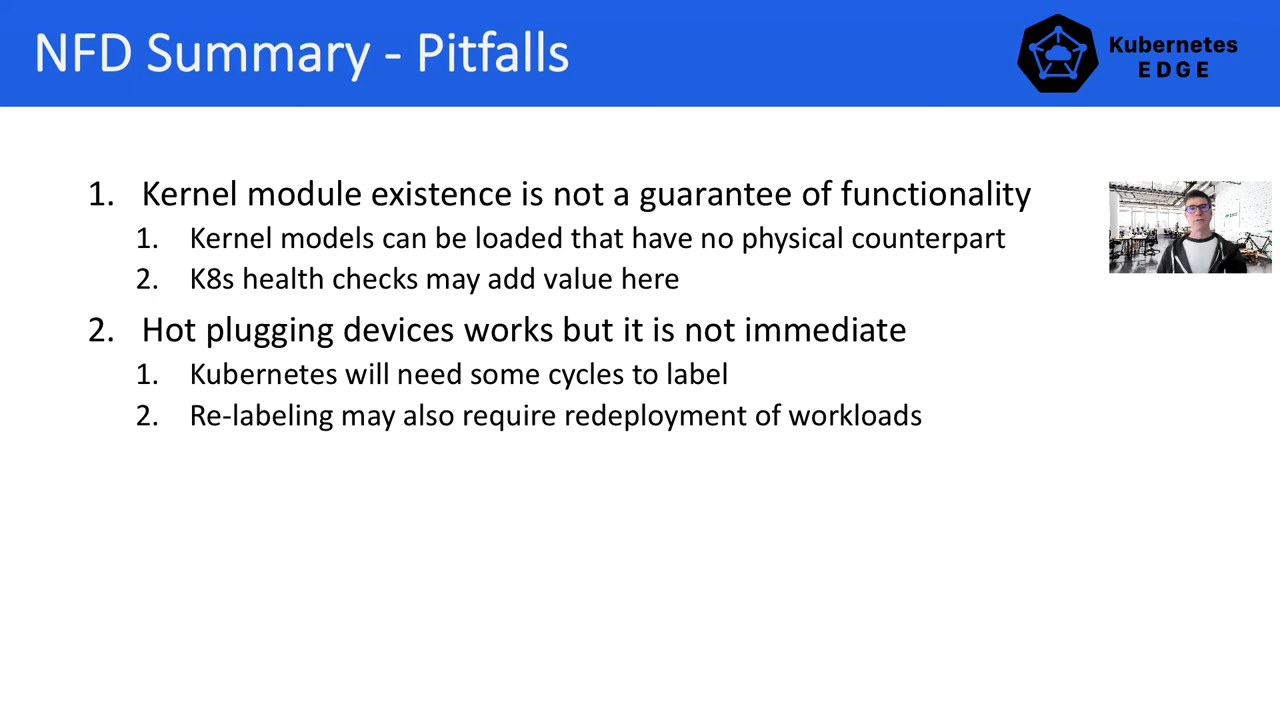 NFD Summary - Pitfalls
Kubernetes
EDGE
1. Kernel module existence is not a guarantee of functionality
1. Kernel models can be loaded that have no physical counterpart
2. K8s health checks may add value here
2. Hot plugging devices works but it is not immediate
1. Kubernetes will need some cycles to label
2. Re-labeling may also require redeployment of workloads